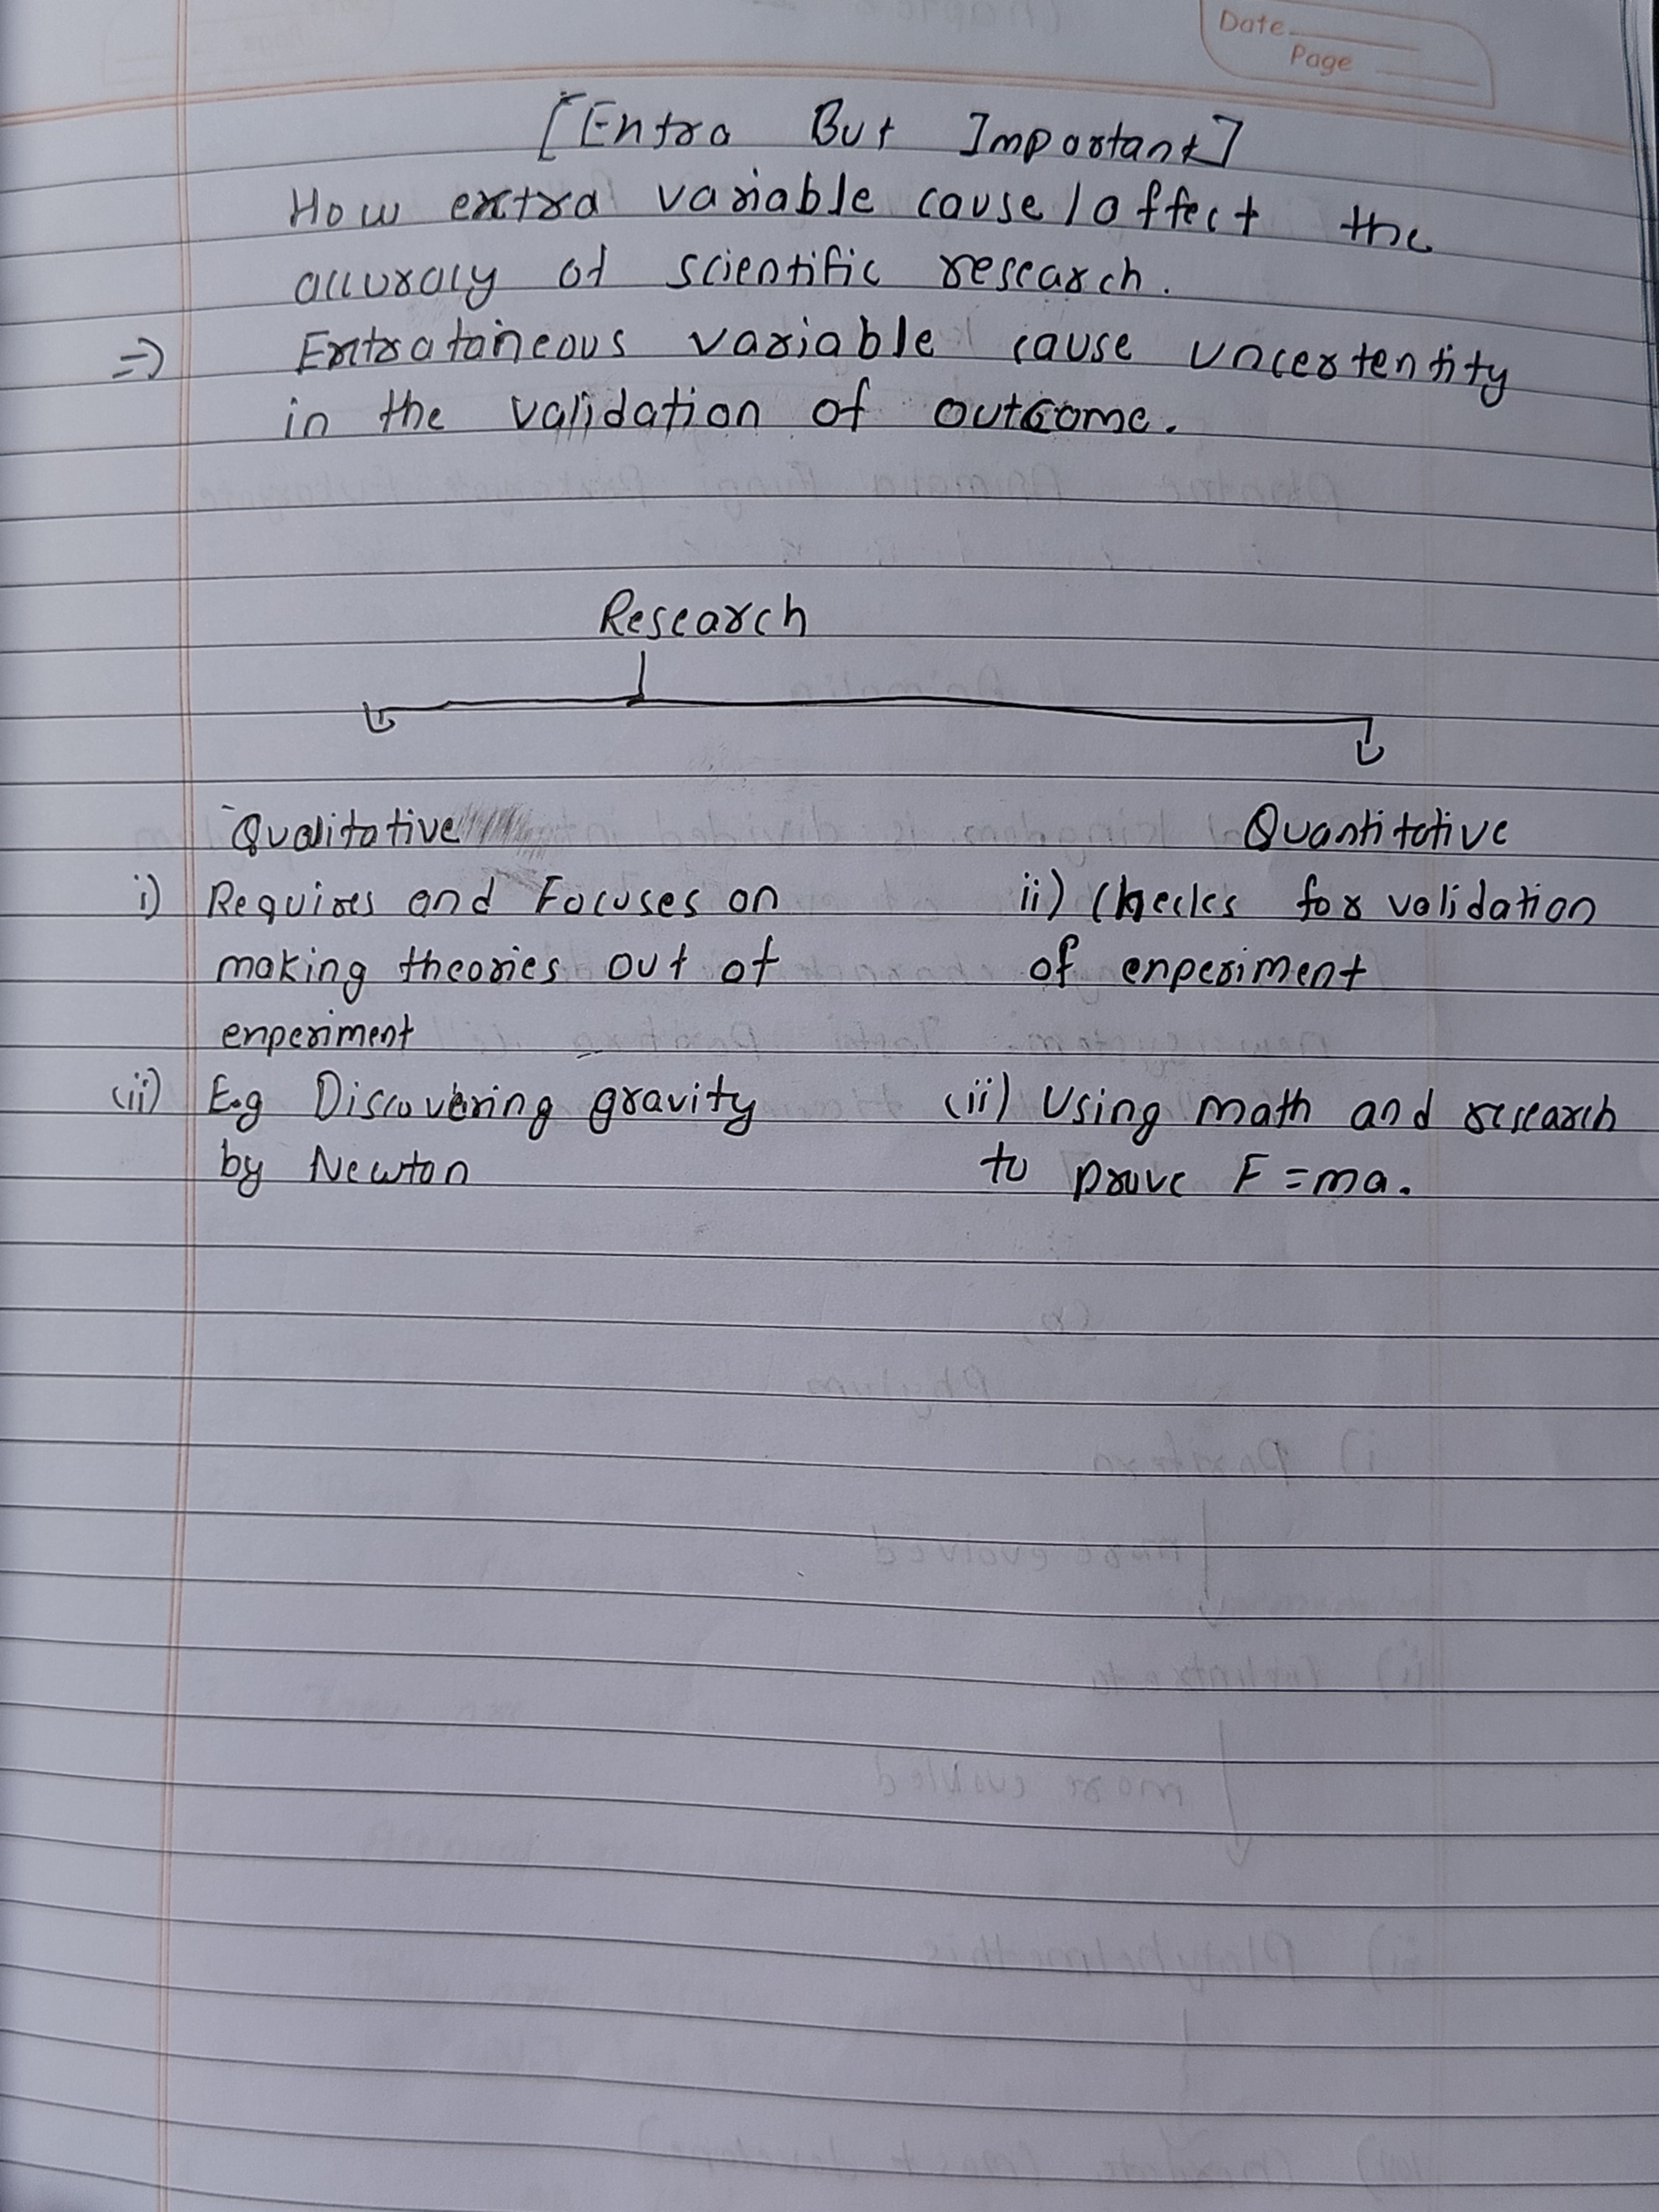 Date
Page
[Entra But Important]
How extra variable cause/affect the
accuracy of scientific research.
=> Extrataineous variable cause uncertentity
in the validation of outcome.
Research
Qualitative Quantitative
i) Requires and Focuses on ii) Checks for validation
making theories out of of enperiment
enperiment
(ii) E.g Discovering gravity (ii) Using math and research
by Newton to prove F=ma.